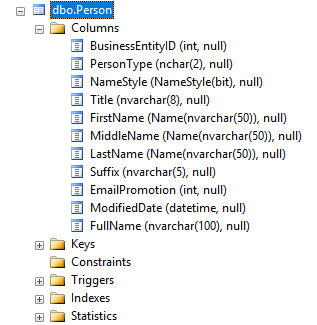 dbo.Person
Columns
BusinessEntityID (int, null)
PersonType (nchar(2), null)
NameStyle (NameStyle(bit), null)
Title (nvarchar(8), null)
FirstName (Name(nvarchar(50)), null)
MiddleName (Name(nvarchar(50)), null)
LastName (Name(nvarchar(50)), null)
Suffix (nvarchar(5), null)
EmailPromotion (int, null)
ModifiedDate (datetime, null)
FullName (nvarchar(100), null)
Keys
Constraints
Triggers
Indexes
Statistics